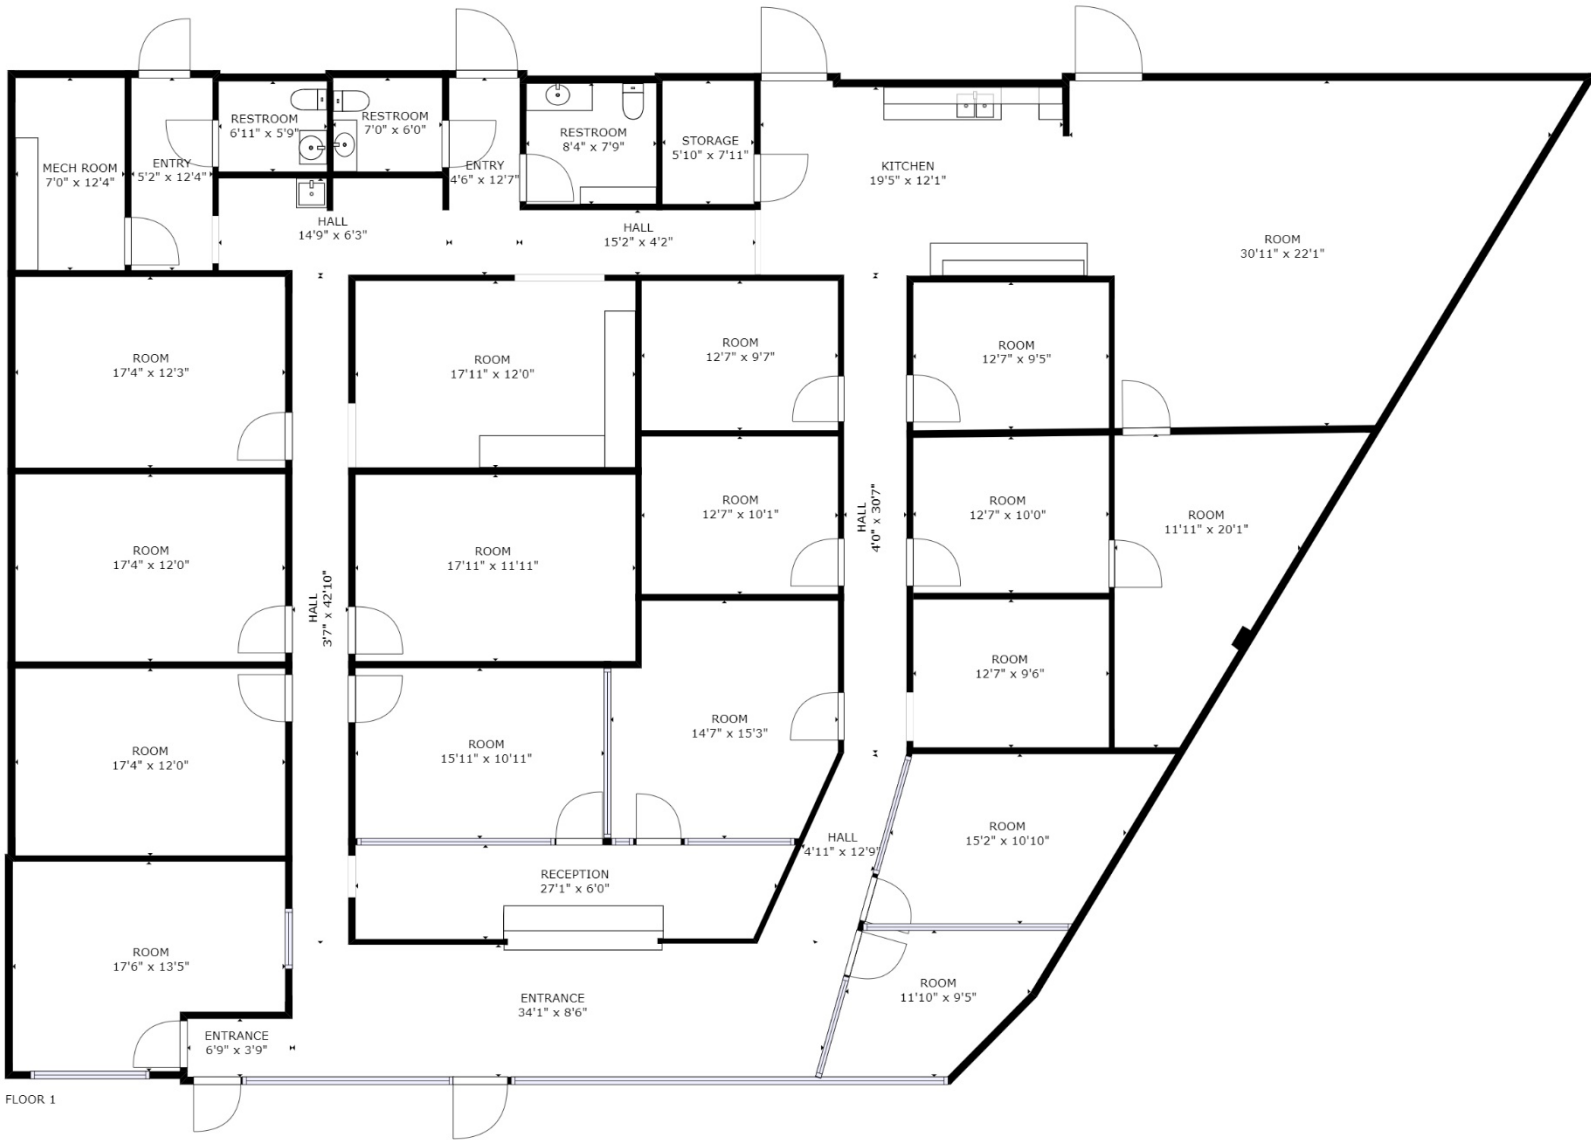 RESTROOM
6'11" x 5'9"
RESTROOM
7'0" x 6'0"
RESTROOM
8'4" x 7'9"
STORAGE
5'10" x 7'11"
MECH ROOM
7'0" x 12'4"
ENTRY
5'2" x 12'4"
ENTRY
4'6" x 12'7"
KITCHEN
19'5" x 12'1"
HALL
14'9" x 6'3"
HALL
15'2" x 4'2"
ROOM
30'11" x 22'1"
ROOM
17'4" x 12'3"
ROOM
17'11" x 12'0"
ROOM
12'7" x 9'7"
ROOM
12'7" x 9'5"
ROOM
12'7" x 10'1"
HALL
4'0" x 30'7"
ROOM
12'7" x 10'0"
ROOM
11'11" x 20'1"
ROOM
17'4" x 12'0"
HALL
3'7" x 42'10"
ROOM
17'11" x 11'11"
ROOM
12'7" x 9'6"
ROOM
17'4" x 12'0"
ROOM
15'11" x 10'11"
ROOM
14'7" x 15'3"
HALL
4'11" x 12'9"
ROOM
15'2" x 10'10"
RECEPTION
27'1" x 6'0"
ROOM
17'6" x 13'5"
ENTRANCE
34'1" x 8'6"
ROOM
11'10" x 9'5"
ENTRANCE
6'9" x 3'9"
FLOOR 1